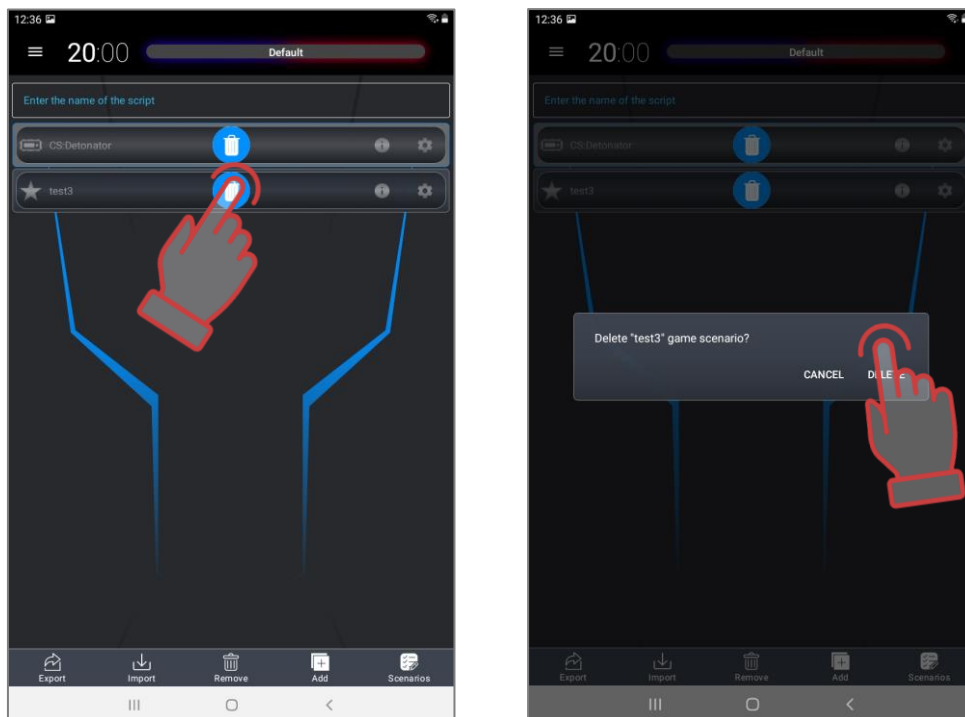 12:36
20:00 Default
Enter the name of the script
CS:Detonator
test3
Export Import Remove Add Scenarios
12:36
20:00 Default
Enter the name of the script
CS:Detonator
test3
Delete "test3" game scenario?
CANCEL DELETE
Export Import Remove Add Scenarios